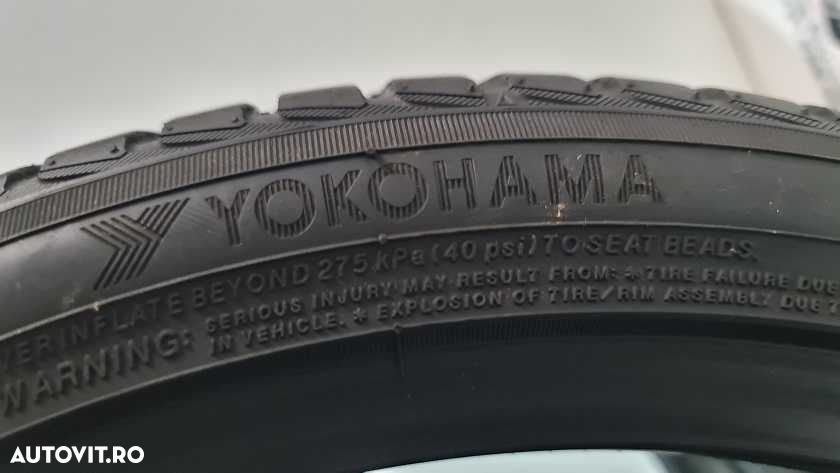 YOKOHAMA
INFLATE BEYOND 275 kPa (40 psi) TO SEAT BEADS.
WARNING: SERIOUS INJURY MAY RESULT FROM: * TIRE FAILURE DUE
IN VEHICLE. * EXPLOSION OF TIRE/RIM ASSEMBLY DUE
AUTOVIT.RO